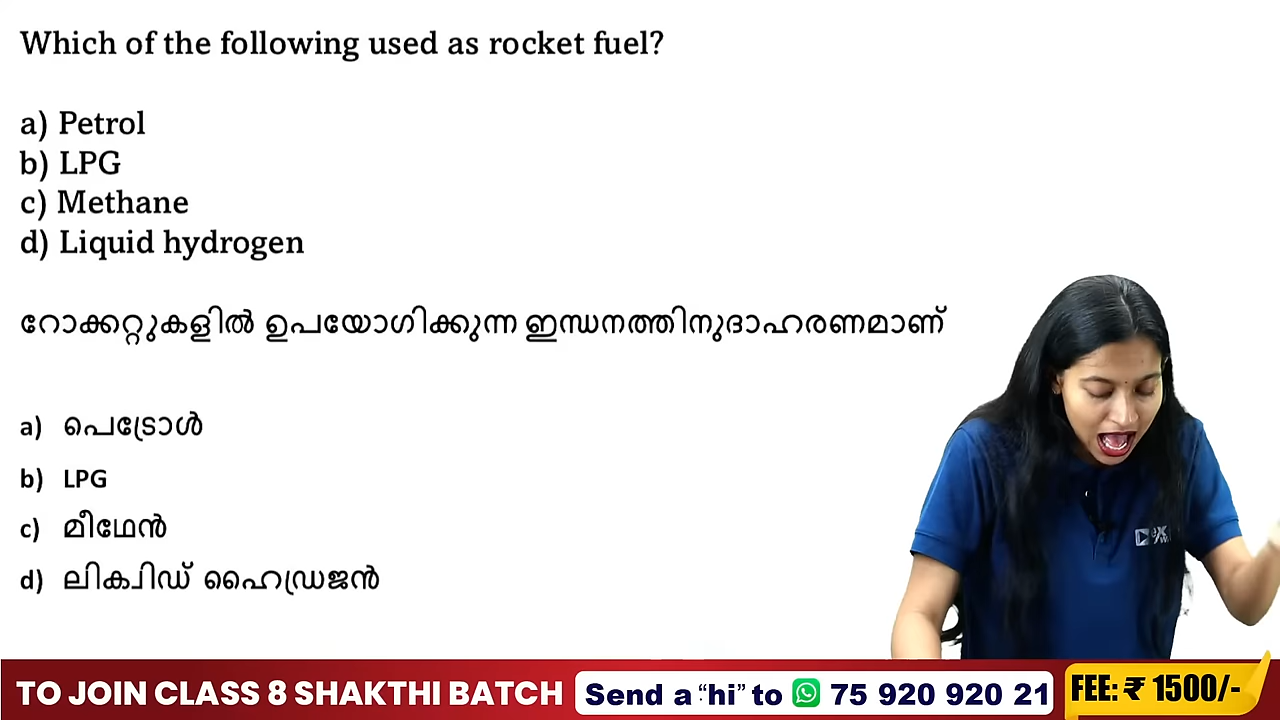 Which of the following used as rocket fuel?
a) Petrol
b) LPG
c) Methane
d) Liquid hydrogen
റോക്കറ്റുകളിൽ ഉപയോഗിക്കുന്ന ഇന്ധനത്തിനുദാഹരണമാണ്
a) പെട്രോൾ
b) LPG
c) മീഥേൻ
d) ലിക്വിഡ് ഹൈഡ്രജൻ
TO JOIN CLASS 8 SHAKTHI BATCH Send a “hi” to 75 920 920 21 FEE: ₹ 1500/-